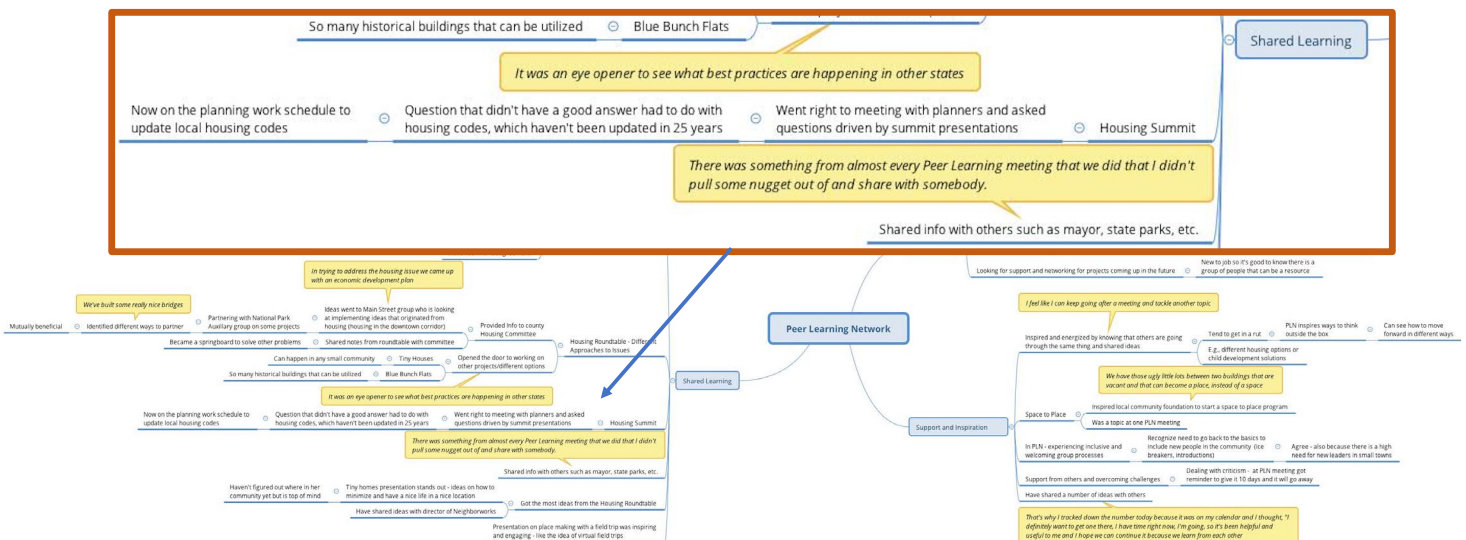 So many historical buildings that can be utilized
Blue Bunch Flats
Shared Learning
It was an eye opener to see what best practices are happening in other states
Now on the planning work schedule to
update local housing codes
Question that didn't have a good answer had to do with
housing codes, which haven't been updated in 25 years
Went right to meeting with planners and asked
questions driven by summit presentations
Housing Summit
There was something from almost every Peer Learning meeting that we did that I didn't
pull some nugget out of and share with somebody.
Shared info with others such as mayor, state parks, etc.
In trying to address the housing issue we came up
with an economic development plan
We've built some really nice bridges
Mutually beneficial
Identified different ways to partner
Partnering with National Park
Auxiliary group on some projects
Ideas went to Main Street group who is looking
at implementing ideas that originated from
housing (housing in the downtown corridor)
Became a springboard to solve other problems
Shared notes from roundtable with committee
Provided Info to county
Housing Committee
Can happen in any small community
Tiny Houses
So many historical buildings that can be utilized
Blue Bunch Flats
Opened the door to working on
other projects/different options
Housing Roundtable - Different
Approaches to Issues
It was an eye opener to see what best practices are happening in other states
Now on the planning work schedule to
update local housing codes
Question that didn't have a good answer had to do with
housing codes, which haven't been updated in 25 years
Went right to meeting with planners and asked
questions driven by summit presentations
Housing Summit
There was something from almost every Peer Learning meeting that we did that I didn't
pull some nugget out of and share with somebody.
Shared info with others such as mayor, state parks, etc.
Haven't figured out where in her
community yet but is top of mind
Tiny homes presentation stands out - ideas on how to
minimize and have a nice life in a nice location
Have shared ideas with director of Neighborworks
Got the most ideas from the Housing Roundtable
Presentation on place making with a field trip was inspiring
and engaging - like the idea of virtual field trips
Shared Learning
Peer Learning Network
Support and Inspiration
Looking for support and networking for projects coming up in the future
New to job so it's good to know there is a
group of people that can be a resource
I feel like I can keep going after a meeting and tackle another topic
Inspired and energized by knowing that others are going
through the same thing and shared ideas
Tend to get in a rut
PLN inspires ways to think
outside the box
Can see how to move
forward in different ways
E.g., different housing options or
child development solutions
We have those ugly little lots between two buildings that are
vacant and that can become a place, instead of a space
Space to Place
Inspired local community foundation to start a space to place program
Was a topic at one PLN meeting
In PLN - experiencing inclusive and
welcoming group processes
Recognize need to go back to the basics to
include new people in the community (ice
breakers, introductions)
Agree - also because there is a high
need for new leaders in small towns
Support from others and overcoming challenges
Dealing with criticism - at PLN meeting got
reminder to give it 10 days and it will go away
Have shared a number of ideas with others
That's why I tracked down the number today because it was on my calendar and I thought, "I
definitely want to get one there, I have time right now, I'm going, so it's been helpful and
useful to me and I hope we can continue it because we learn from each other